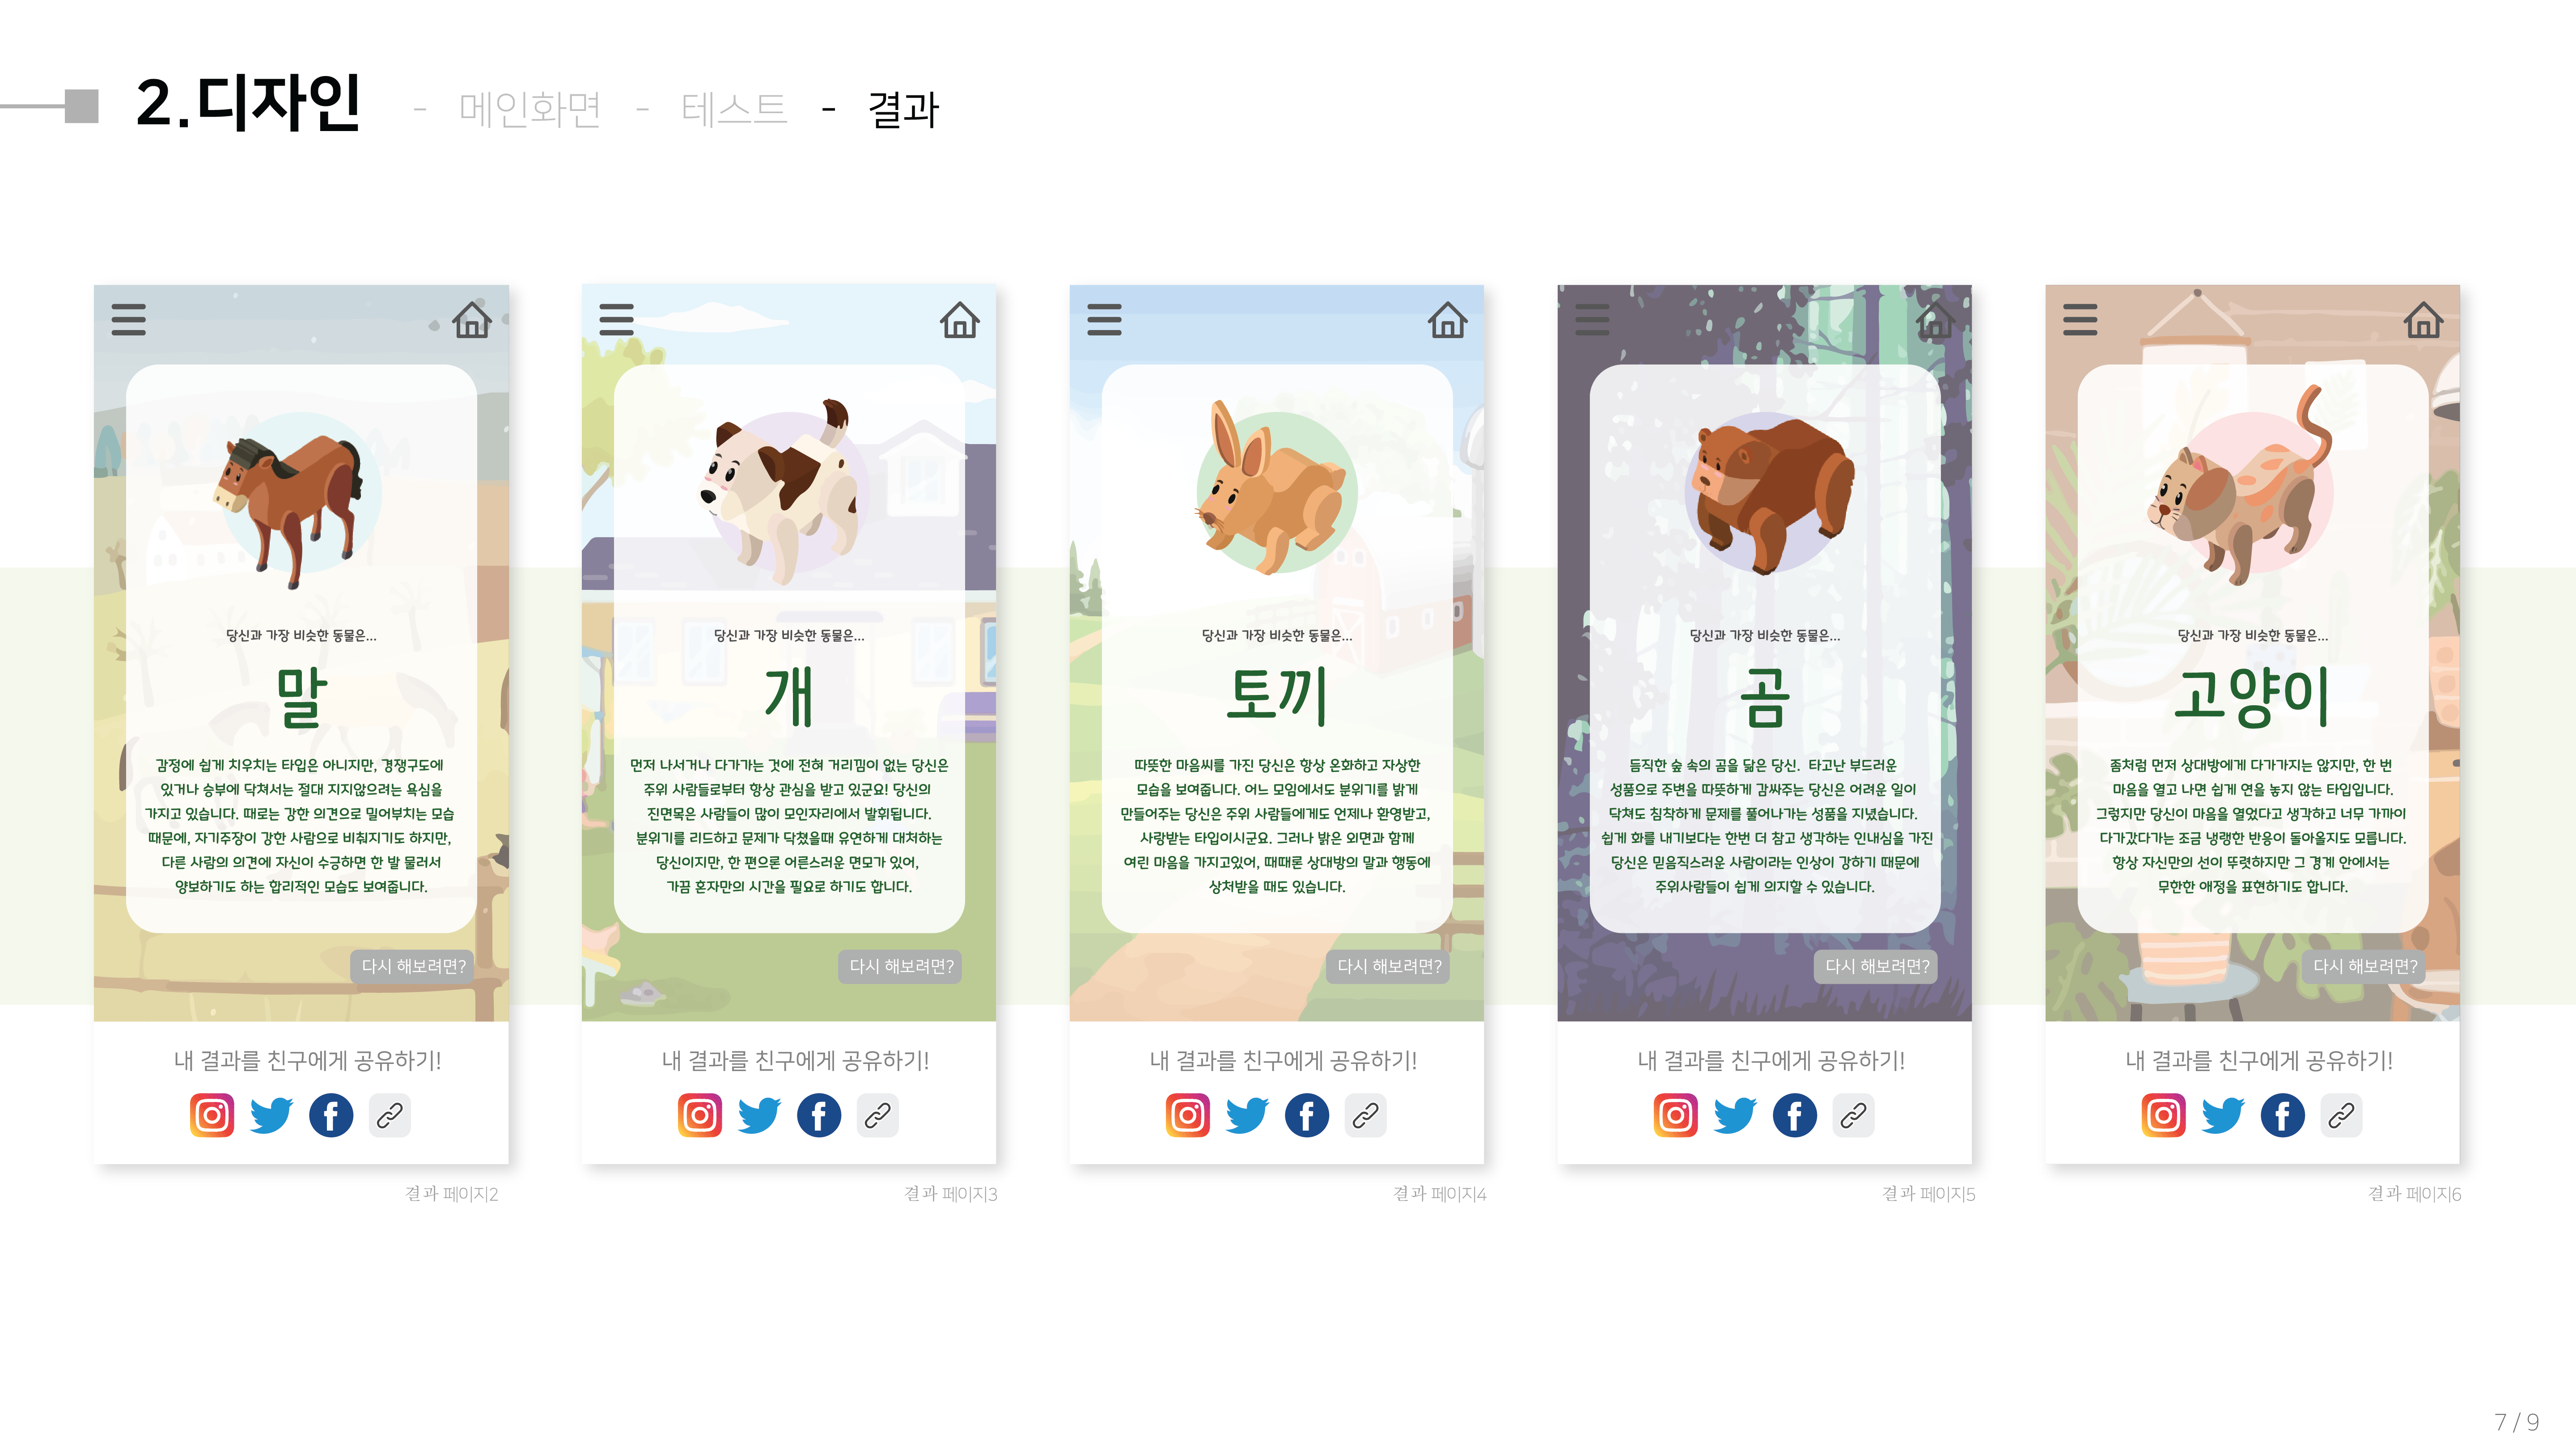 2.디자인 - 메인화면 - 테스트 - 결과
당신과 가장 비슷한 동물은...
말
감정에 쉽게 치우치는 타입은 아니지만, 경쟁구도에
있거나 승부에 닥쳐서는 절대 지지않으려는 욕심을
가지고 있습니다. 때로는 강한 의견으로 밀어부치는 모습
때문에, 자기주장이 강한 사람으로 비춰지기도 하지만,
다른 사람의 의견에 자신이 수긍하면 한 발 물러서
양보하기도 하는 합리적인 모습도 보여줍니다.
다시 해보려면?
내 결과를 친구에게 공유하기!
결과 페이지2
당신과 가장 비슷한 동물은...
개
먼저 나서거나 다가가는 것에 전혀 거리낌이 없는 당신은
주위 사람들로부터 항상 관심을 받고 있군요! 당신의
진면목은 사람들이 많이 모인자리에서 발휘됩니다.
분위기를 리드하고 문제가 닥쳤을때 유연하게 대처하는
당신이지만, 한 편으로 어른스러운 면모가 있어,
가끔 혼자만의 시간을 필요로 하기도 합니다.
다시 해보려면?
내 결과를 친구에게 공유하기!
결과 페이지3
당신과 가장 비슷한 동물은...
토끼
따뜻한 마음씨를 가진 당신은 항상 온화하고 자상한
모습을 보여줍니다. 어느 모임에서도 분위기를 밝게
만들어주는 당신은 주위 사람들에게도 언제나 환영받고,
사랑받는 타입이시군요. 그러나 밝은 외면과 함께
여린 마음을 가지고있어, 때때론 상대방의 말과 행동에
상처받을 때도 있습니다.
다시 해보려면?
내 결과를 친구에게 공유하기!
결과 페이지4
당신과 가장 비슷한 동물은...
곰
듬직한 숲 속의 곰을 닮은 당신. 타고난 부드러운
성품으로 주변을 따뜻하게 감싸주는 당신은 어려운 일이
닥쳐도 침착하게 문제를 풀어나가는 성품을 지녔습니다.
쉽게 화를 내기보다는 한번 더 참고 생각하는 인내심을 가진
당신은 믿음직스러운 사람이라는 인상이 강하기 때문에
주위사람들이 쉽게 의지할 수 있습니다.
다시 해보려면?
내 결과를 친구에게 공유하기!
결과 페이지5
당신과 가장 비슷한 동물은...
고양이
좀처럼 먼저 상대방에게 다가가지는 않지만, 한 번
마음을 열고 나면 쉽게 연을 놓지 않는 타입입니다.
그렇지만 당신이 마음을 열었다고 생각하고 너무 가까이
다가갔다가는 조금 냉랭한 반응이 돌아올지도 모릅니다.
항상 자신만의 선이 뚜렷하지만 그 경계 안에서는
무한한 애정을 표현하기도 합니다.
다시 해보려면?
내 결과를 친구에게 공유하기!
결과 페이지6
7 / 9